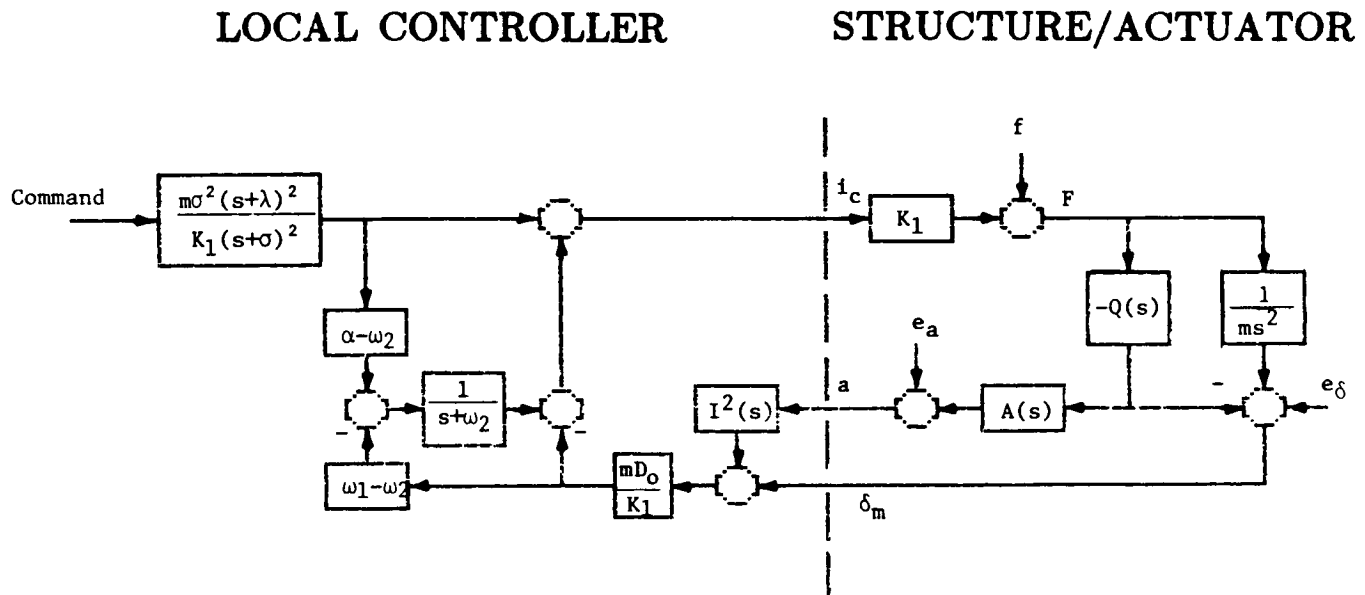 LOCAL CONTROLLER
STRUCTURE/ACTUATOR
f
Command
mσ²(s+λ)²
K₁(s+σ)²
i_c
K₁
F
α-ω₂
-Q(s)
1
ms²
e_a
1
s+ω₂
-
-
I²(s)
a
A(s)
-
e_δ
ω₁-ω₂
mD_o
K₁
δ_m